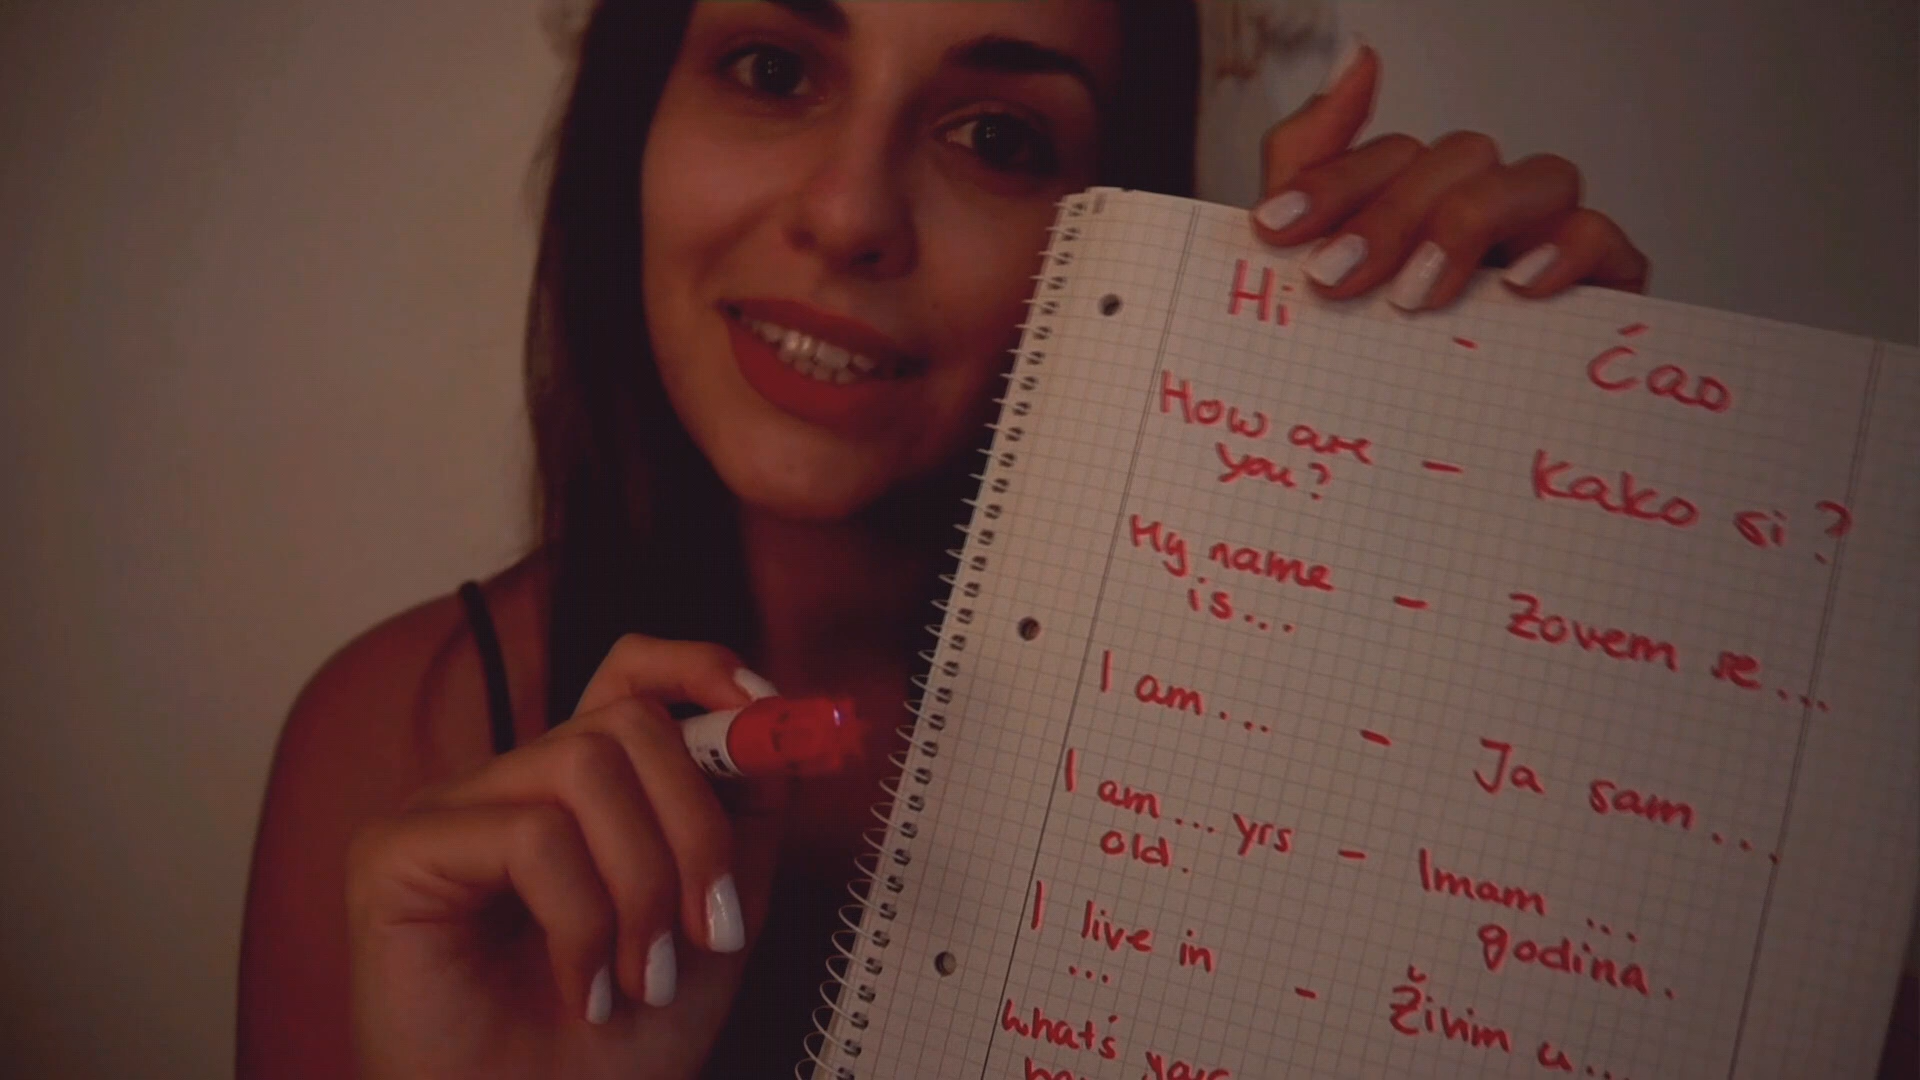 Hi - Ćao
How are - Kako si?
you?
My name - Zovem se...
is...
I am... - Ja sam...
I am... yrs - Imam ...
old. godina.
I live in - Živim u...
...
what's your